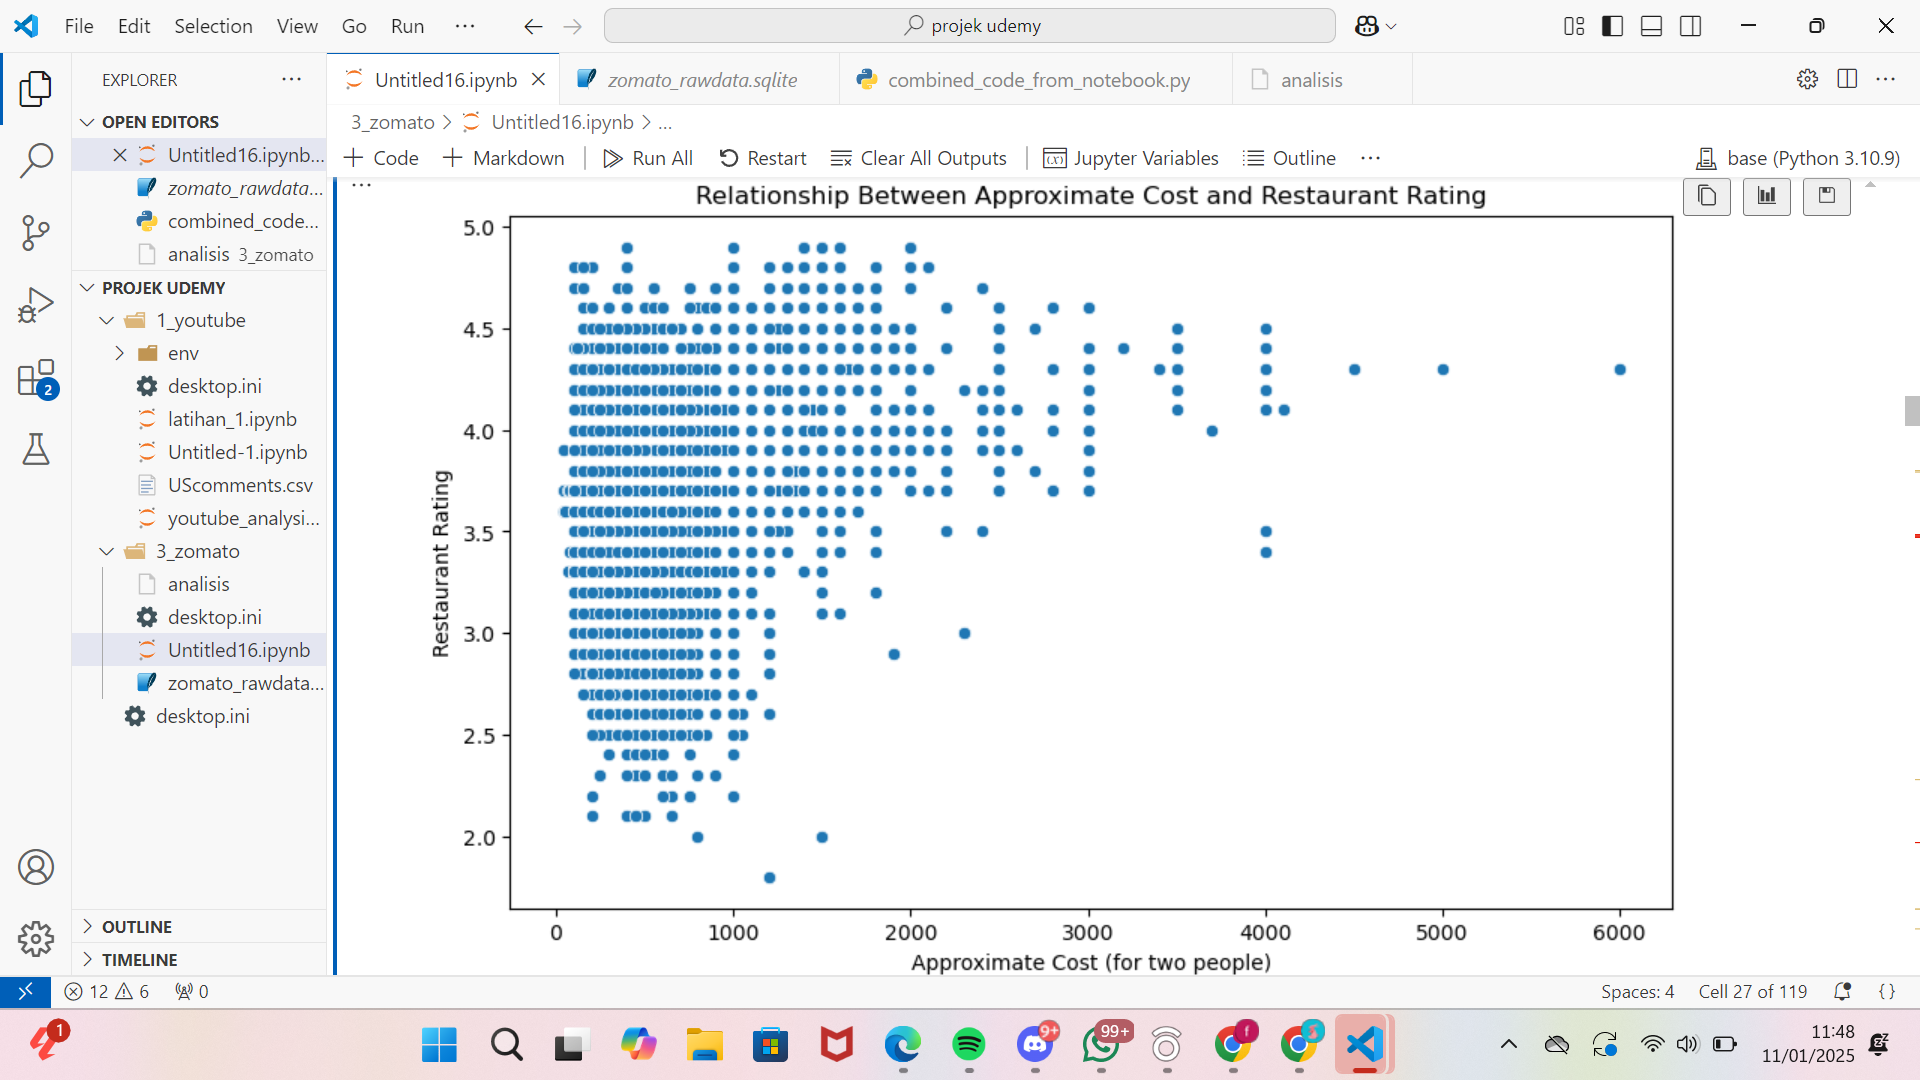 File Edit Selection View Go Run ...
projek udemy
EXPLORER ...
Untitled16.ipynb
zomato_rawdata.sqlite
combined_code_from_notebook.py
analisis
OPEN EDITORS
3_zomato > Untitled16.ipynb > ...
Untitled16.ipynb...
Code Markdown Run All Restart Clear All Outputs Jupyter Variables Outline ...
base (Python 3.10.9)
zomato_rawdata...
combined_code...
analisis 3_zomato
PROJEK UDEMY
1_youtube
env
desktop.ini
2
latihan_1.ipynb
Untitled-1.ipynb
UScomments.csv
youtube_analysi...
3_zomato
analisis
desktop.ini
Untitled16.ipynb
zomato_rawdata...
desktop.ini
OUTLINE
TIMELINE
...
Relationship Between Approximate Cost and Restaurant Rating
5.0
4.5
4.0
3.5
3.0
2.5
2.0
Restaurant Rating
0 1000 2000 3000 4000 5000 6000
Approximate Cost (for two people)
12 6 0
Spaces: 4 Cell 27 of 119
1
9+
99+
f
S
11:48
11/01/2025